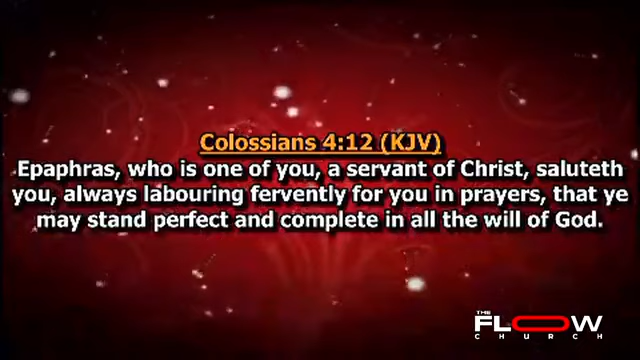 Colossians 4:12 (KJV)
Epaphras, who is one of you, a servant of Christ, saluteth
you, always labouring fervently for you in prayers, that ye
may stand perfect and complete in all the will of God.
THE
FLOW
CHURCH